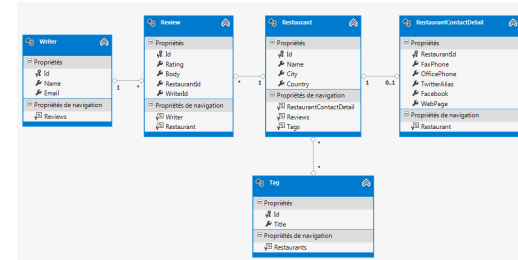 Writer
Propriétés
Id
Name
Email
Propriétés de navigation
Reviews
1
*
Review
Propriétés
Id
Rating
Body
RestaurantId
WriterId
Propriétés de navigation
Writer
Restaurant
*
1
Restaurant
Propriétés
Id
Name
City
Country
Propriétés de navigation
RestaurantContactDetail
Reviews
Tags
1
0..1
RestaurantContactDetail
Propriétés
RestaurantId
FaxPhone
OfficePhone
TwitterAlias
Facebook
WebPage
Propriétés de navigation
Restaurant
*
*
Tag
Propriétés
Id
Title
Propriétés de navigation
Restaurants